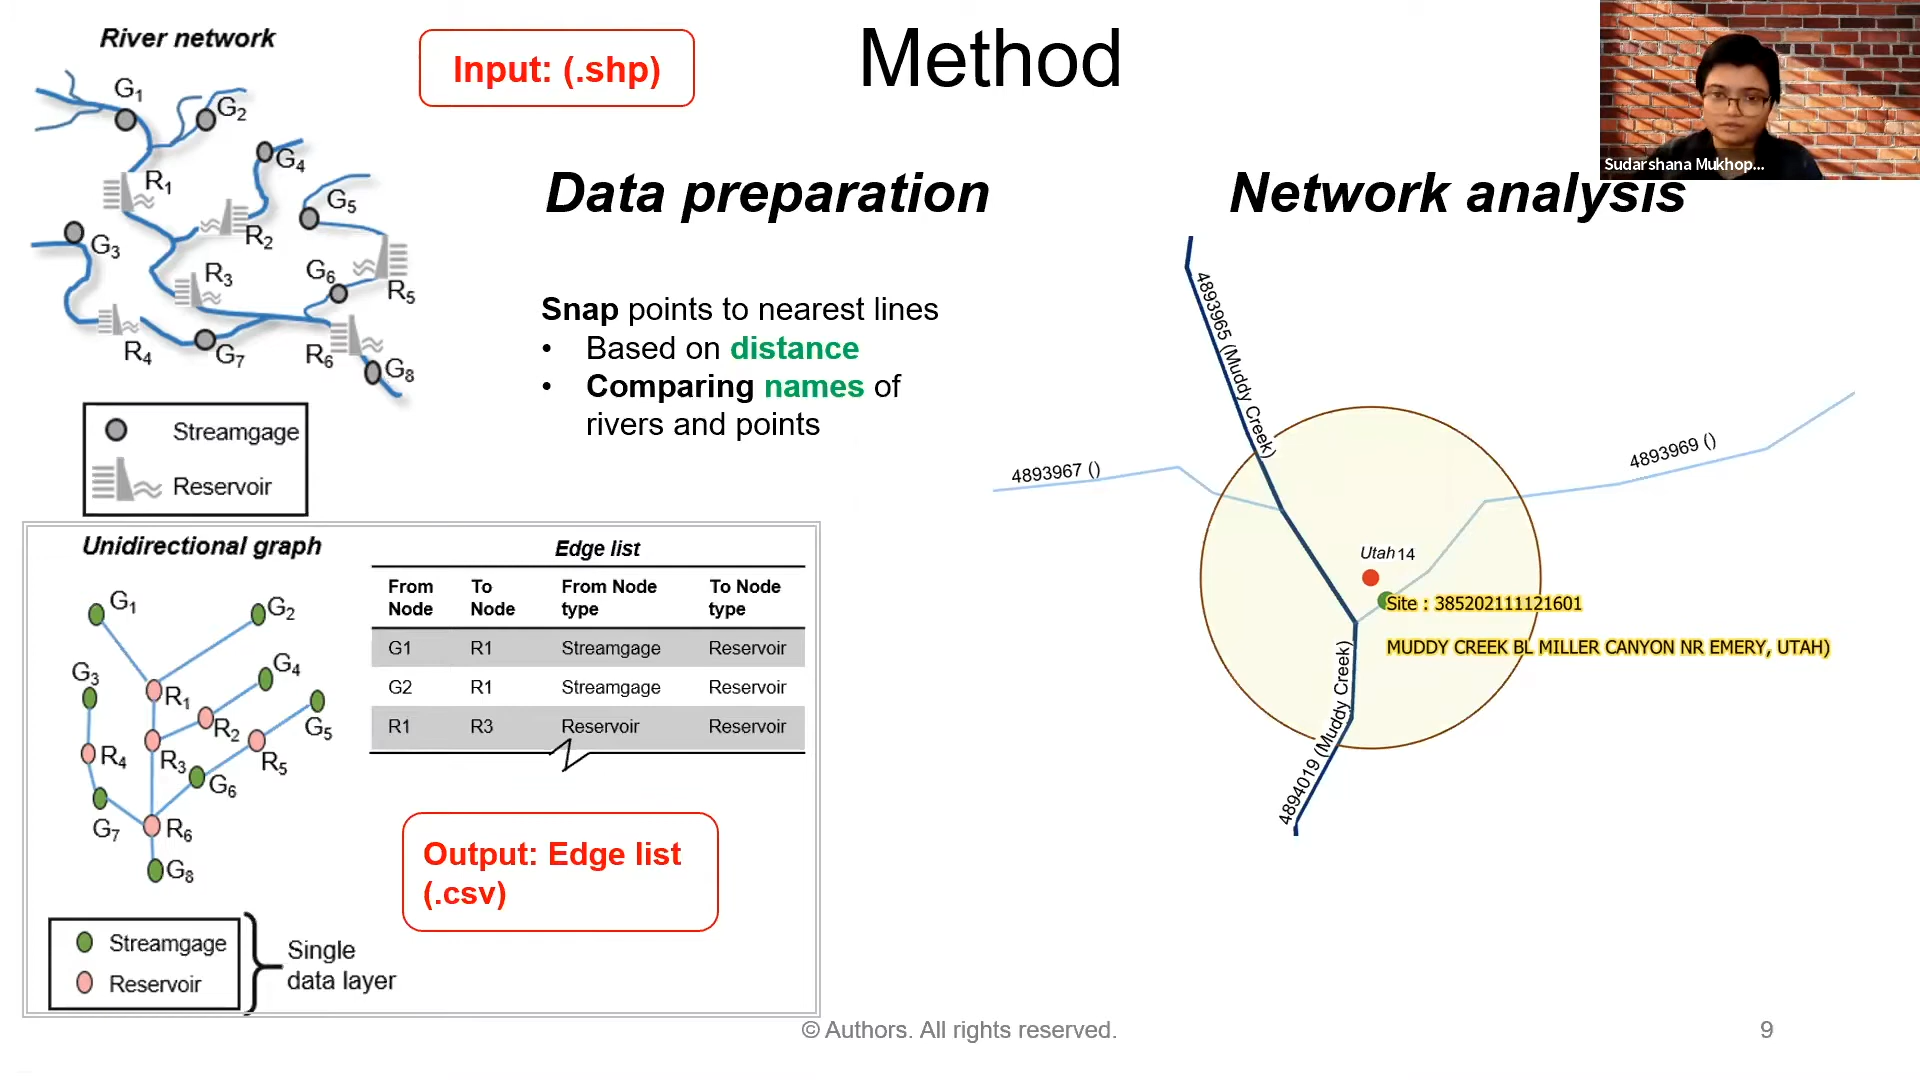 Method
River network
Input: (.shp)
Sudarshana Mukhop...
G1
G2
G4
R1
G5
G3
R2
R3
G6
R5
R4
G7
R6
G8
Streamgage
Reservoir
Data preparation
Snap points to nearest lines
• Based on distance
• Comparing names of
rivers and points
Network analysis
4893965 (Muddy Creek)
4893967 ()
4893969 ()
Utah 14
Site : 385202111121601
MUDDY CREEK BL MILLER CANYON NR EMERY, UTAH)
4894019 (Muddy Creek)
Unidirectional graph
G1
G2
G3
G4
R1
R2
G5
R4
R3
R5
G6
G7
R6
G8
Streamgage
Reservoir
Single
data layer
Edge list
From Node To Node From Node type To Node type
G1 R1 Streamgage Reservoir
G2 R1 Streamgage Reservoir
R1 R3 Reservoir Reservoir
Output: Edge list
(.csv)
© Authors. All rights reserved.
9